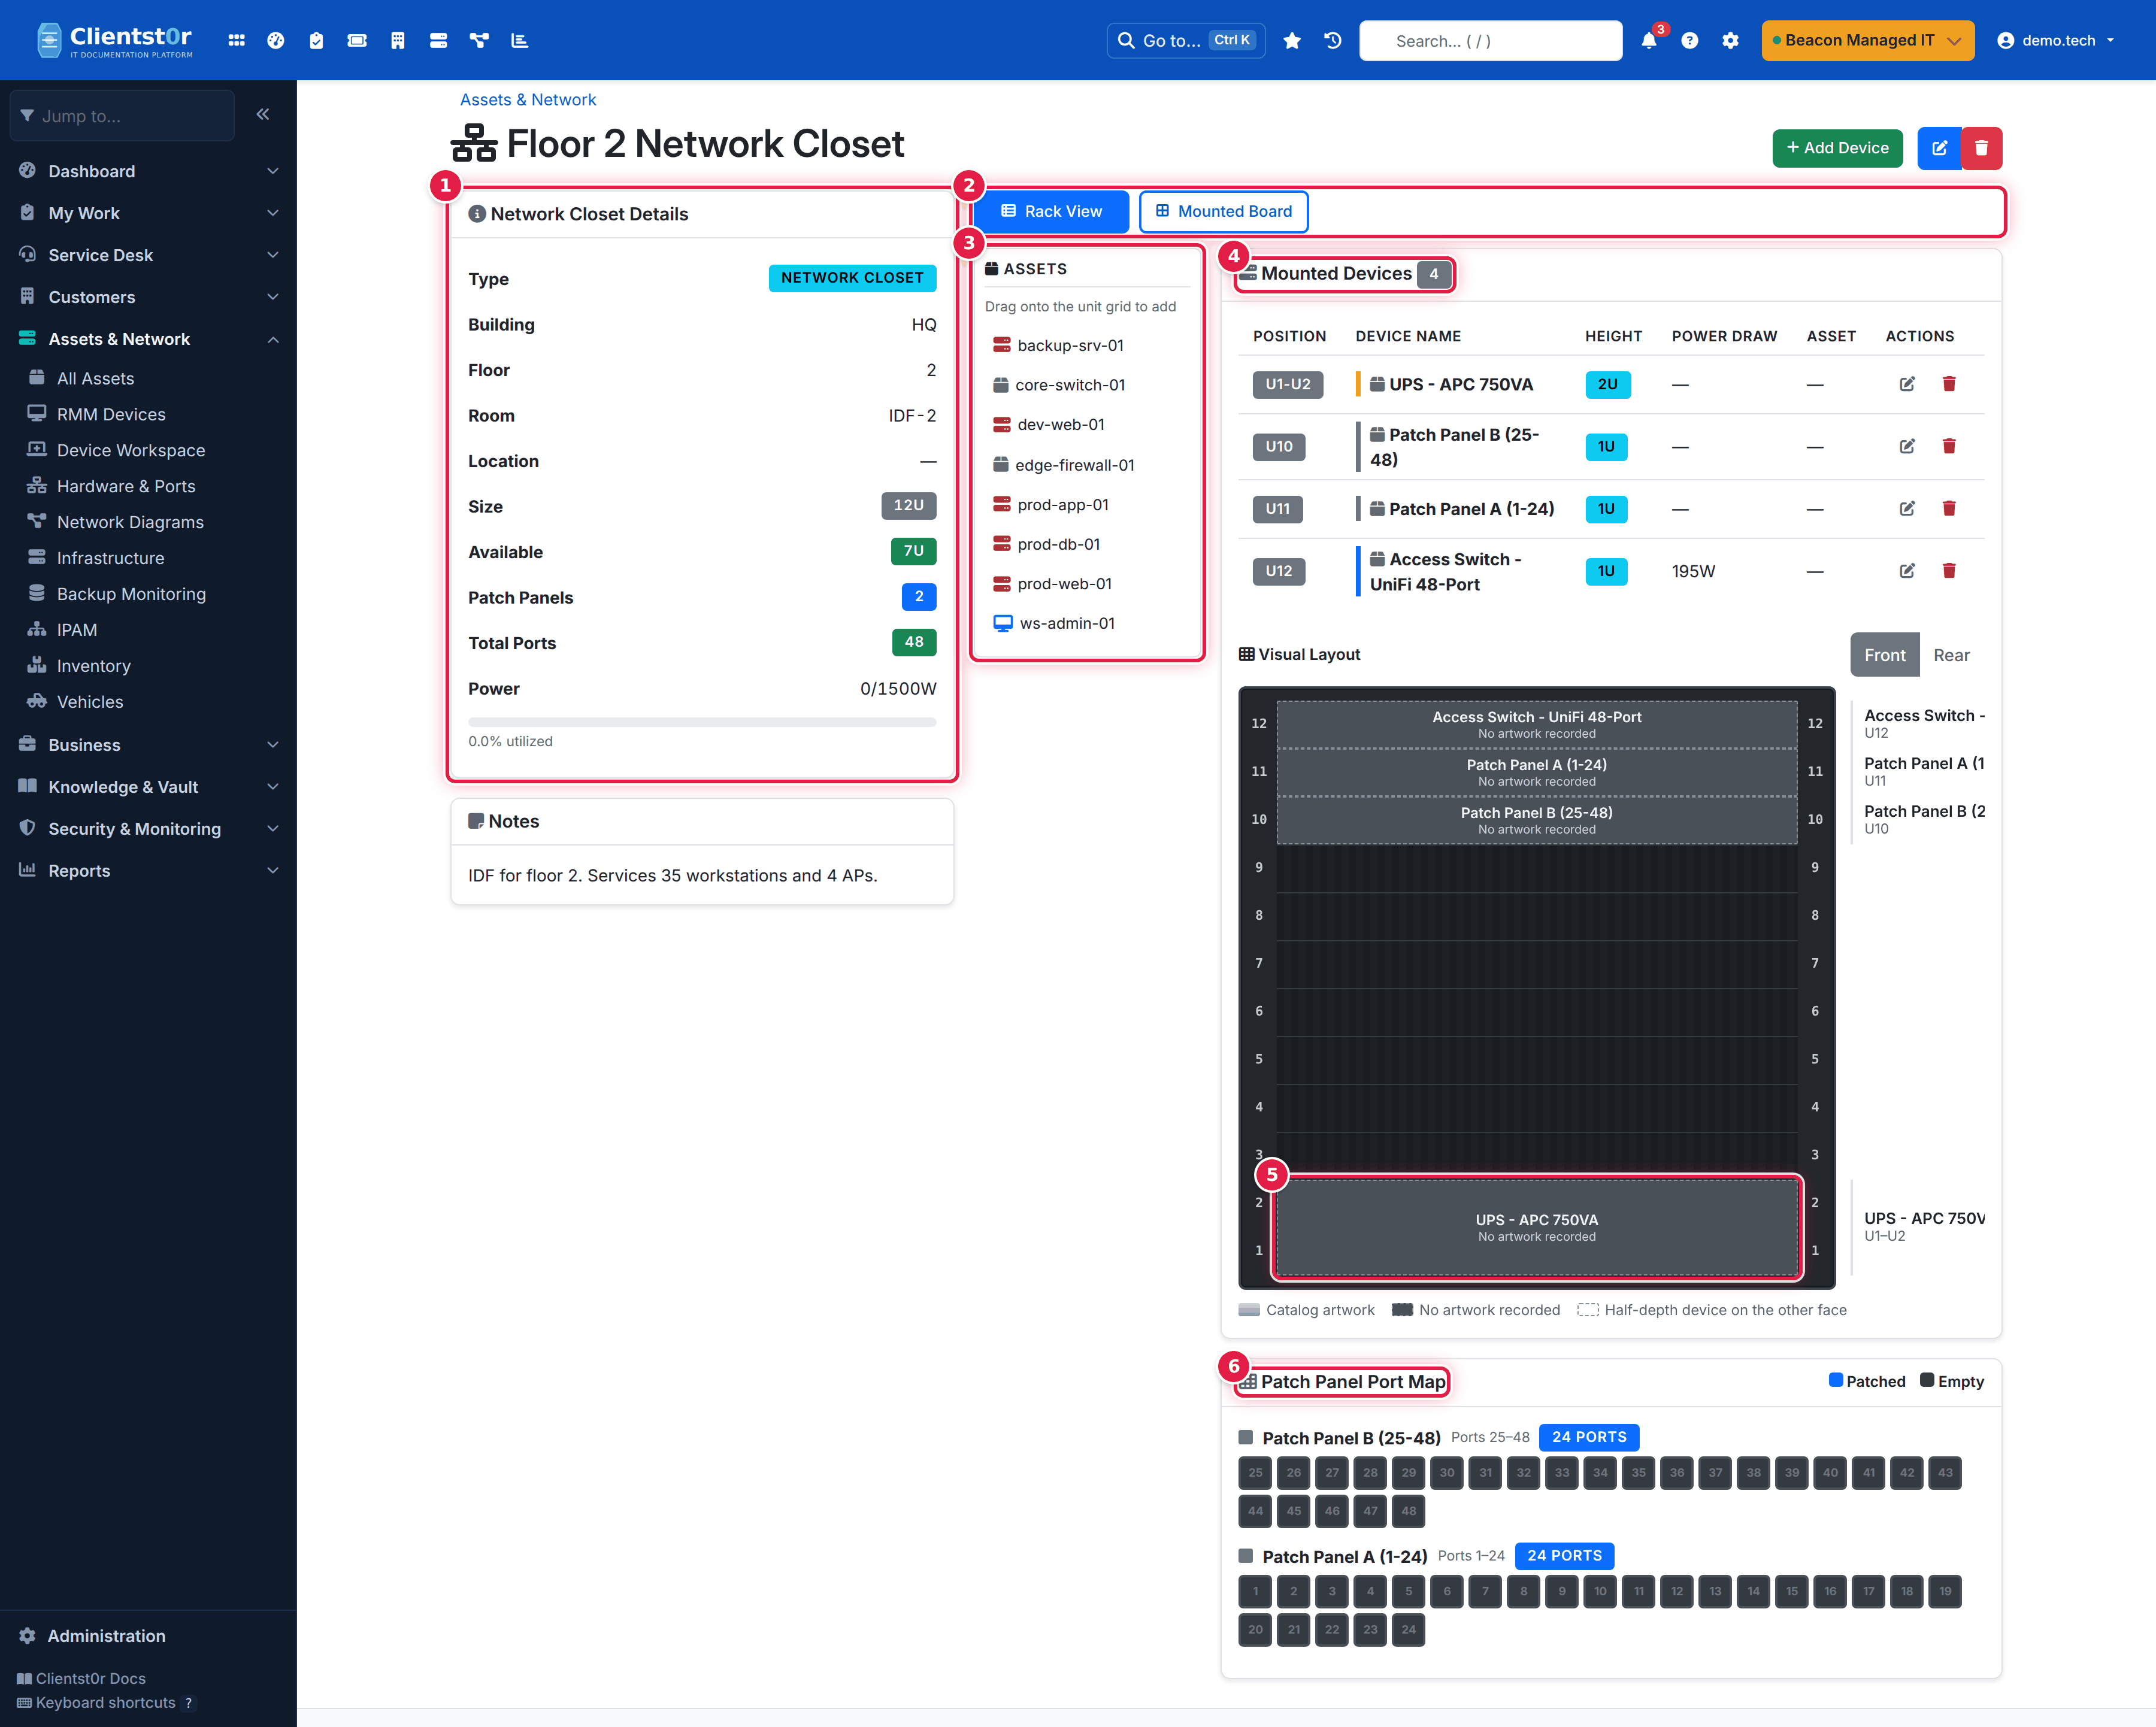 Clientst0r
IT DOCUMENTATION PLATFORM
Go to... Ctrl K
Search... ( / )
3
Beacon Managed IT
demo.tech
Jump to...
Dashboard
My Work
Service Desk
Customers
Assets & Network
All Assets
RMM Devices
Device Workspace
Hardware & Ports
Network Diagrams
Infrastructure
Backup Monitoring
IPAM
Inventory
Vehicles
Business
Knowledge & Vault
Security & Monitoring
Reports
Administration
Clientst0r Docs
Keyboard shortcuts ?
Assets & Network
Floor 2 Network Closet
+ Add Device
1
Network Closet Details
Type NETWORK CLOSET
Building HQ
Floor 2
Room IDF-2
Location —
Size 12U
Available 7U
Patch Panels 2
Total Ports 48
Power 0/1500W
0.0% utilized
Notes
IDF for floor 2. Services 35 workstations and 4 APs.
2
Rack View
Mounted Board
3
ASSETS
Drag onto the unit grid to add
backup-srv-01
core-switch-01
dev-web-01
edge-firewall-01
prod-app-01
prod-db-01
prod-web-01
ws-admin-01
4
Mounted Devices 4
POSITION DEVICE NAME HEIGHT POWER DRAW ASSET ACTIONS
U1-U2 UPS - APC 750VA 2U — —
U10 Patch Panel B (25-
48) 1U — —
U11 Patch Panel A (1-24) 1U — —
U12 Access Switch -
UniFi 48-Port 1U 195W —
Visual Layout
Front Rear
12 Access Switch - UniFi 48-Port 12
No artwork recorded
11 Patch Panel A (1-24) 11
No artwork recorded
10 Patch Panel B (25-48) 10
No artwork recorded
9 9
8 8
7 7
6 6
5 5
4 4
3 3
5
2 2
UPS - APC 750VA
No artwork recorded
1 1
Access Switch -
U12
Patch Panel A (1
U11
Patch Panel B (2
U10
UPS - APC 750V
U1–U2
Catalog artwork No artwork recorded Half-depth device on the other face
6
Patch Panel Port Map
Patched Empty
Patch Panel B (25-48) Ports 25–48 24 PORTS
25 26 27 28 29 30 31 32 33 34 35 36 37 38 39 40 41 42 43
44 45 46 47 48
Patch Panel A (1-24) Ports 1–24 24 PORTS
1 2 3 4 5 6 7 8 9 10 11 12 13 14 15 16 17 18 19
20 21 22 23 24